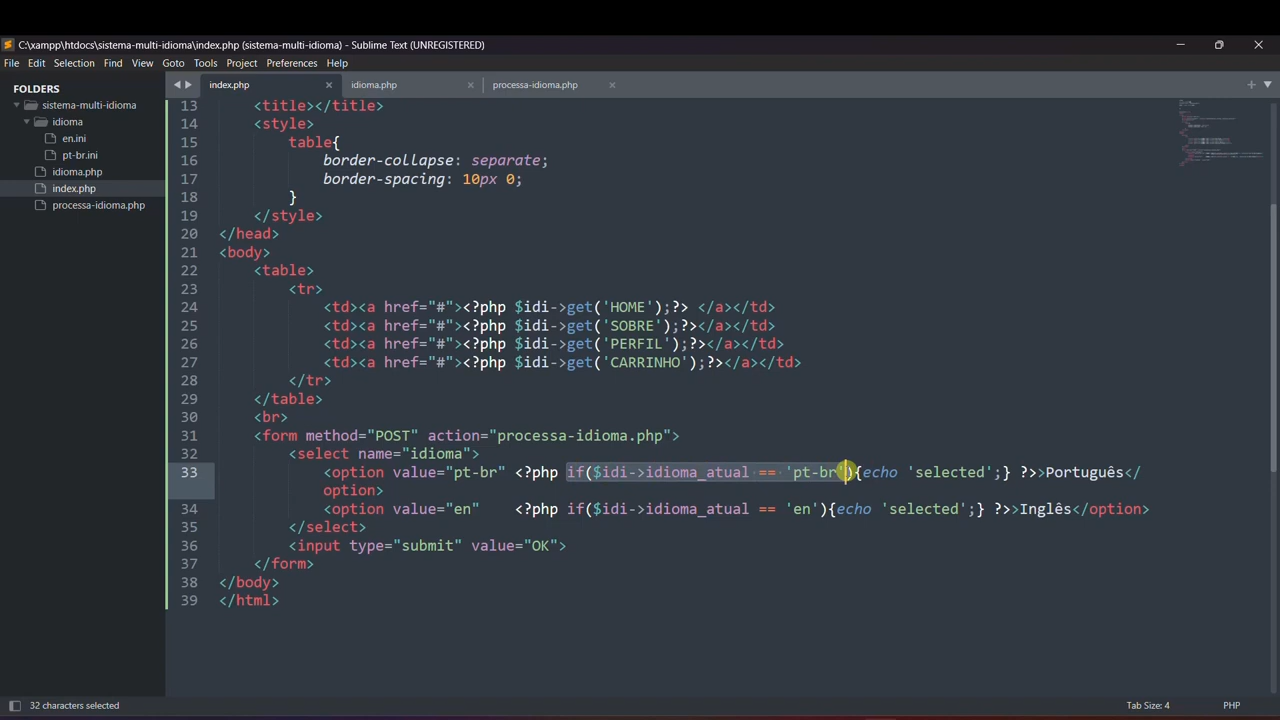 C:\xampp\htdocs\sistema-multi-idioma\index.php (sistema-multi-idioma) - Sublime Text (UNREGISTERED)
File Edit Selection Find View Goto Tools Project Preferences Help
FOLDERS
sistema-multi-idioma
idioma
en.ini
pt-br.ini
idioma.php
index.php
processa-idioma.php
index.php × idioma.php × processa-idioma.php ×
13 <title></title>
14 <style>
15 table{
16 border-collapse: separate;
17 border-spacing: 10px 0;
18 }
19 </style>
20 </head>
21 <body>
22 <table>
23 <tr>
24 <td><a href="#"><?php $idi->get('HOME');?> </a></td>
25 <td><a href="#"><?php $idi->get('SOBRE');?></a></td>
26 <td><a href="#"><?php $idi->get('PERFIL');?></a></td>
27 <td><a href="#"><?php $idi->get('CARRINHO');?></a></td>
28 </tr>
29 </table>
30 <br>
31 <form method="POST" action="processa-idioma.php">
32 <select name="idioma">
33 <option value="pt-br" <?php if($idi->idioma_atual == 'pt-br'){echo 'selected';} ?>>Português</
option>
34 <option value="en" <?php if($idi->idioma_atual == 'en'){echo 'selected';} ?>>Inglês</option>
35 </select>
36 <input type="submit" value="OK">
37 </form>
38 </body>
39 </html>
32 characters selected
Tab Size: 4 PHP